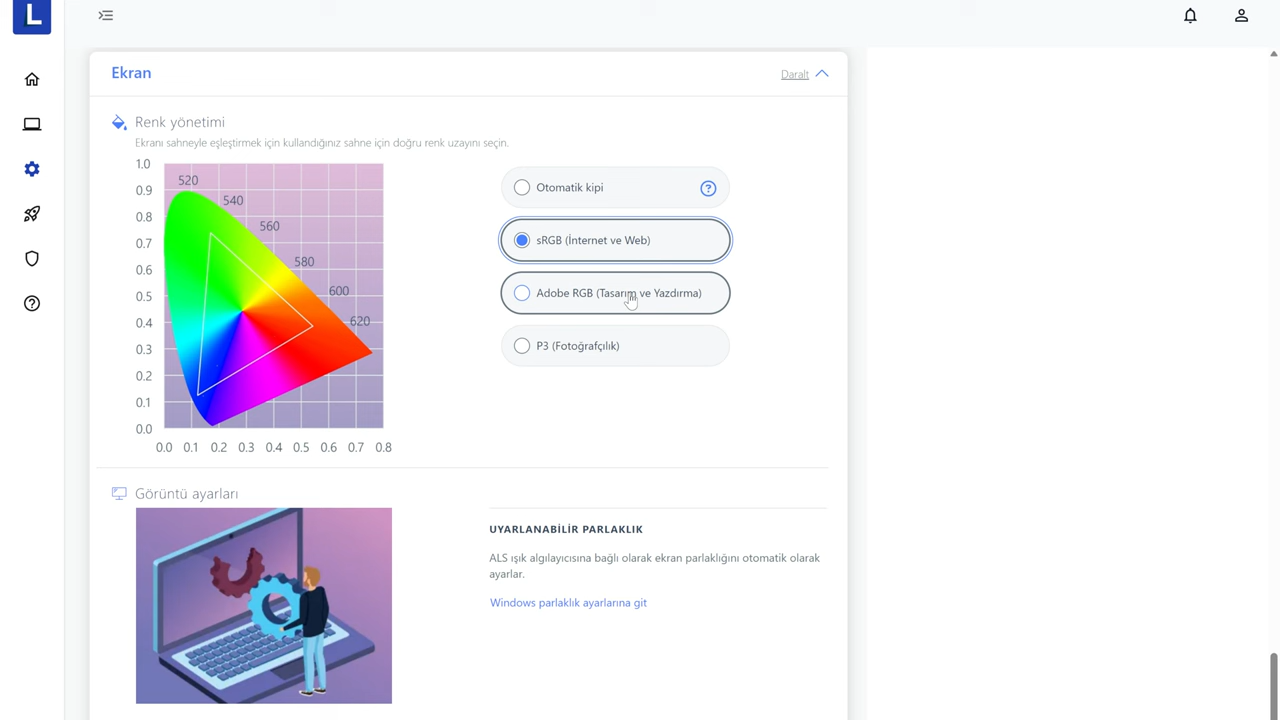 L
Ekran
Daralt
Renk yönetimi
Ekranı sahneyle eşleştirmek için kullandığınız sahne için doğru renk uzayını seçin.
1.0
0.9
0.8
0.7
0.6
0.5
0.4
0.3
0.2
0.1
0.0
520
540
560
580
600
620
0.0 0.1 0.2 0.3 0.4 0.5 0.6 0.7 0.8
Otomatik kipi
?
sRGB (İnternet ve Web)
Adobe RGB (Tasarım ve Yazdırma)
P3 (Fotoğrafçılık)
Görüntü ayarları
UYARLANABİLİR PARLAKLIK
ALS ışık algılayıcısına bağlı olarak ekran parlaklığını otomatik olarak
ayarlar.
Windows parlaklık ayarlarına git